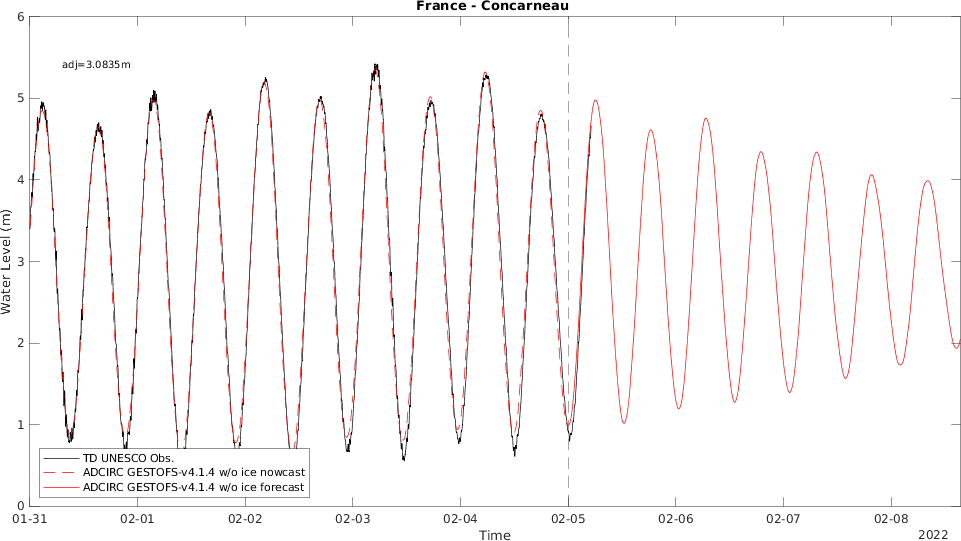 France - Concarneau
adj=3.0835m
Water Level (m)
6
5
4
3
2
1
0
TD UNESCO Obs.
ADCIRC GESTOFS-v4.1.4 w/o ice nowcast
ADCIRC GESTOFS-v4.1.4 w/o ice forecast
01-31 02-01 02-02 02-03 02-04 02-05 02-06 02-07 02-08
Time
2022